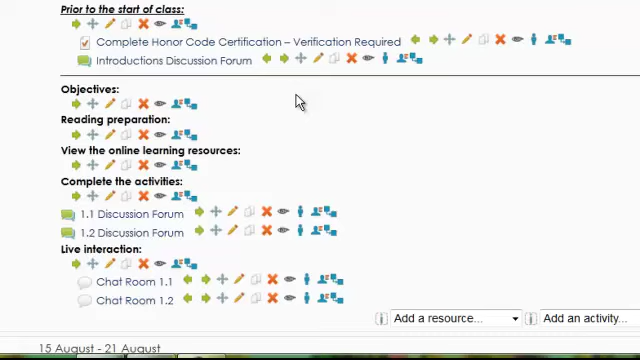 Prior to the start of class:
Complete Honor Code Certification – Verification Required
Introductions Discussion Forum
Objectives:
Reading preparation:
View the online learning resources:
Complete the activities:
1.1 Discussion Forum
1.2 Discussion Forum
Live interaction:
Chat Room 1.1
Chat Room 1.2
Add a resource... Add an activity...
15 August - 21 August